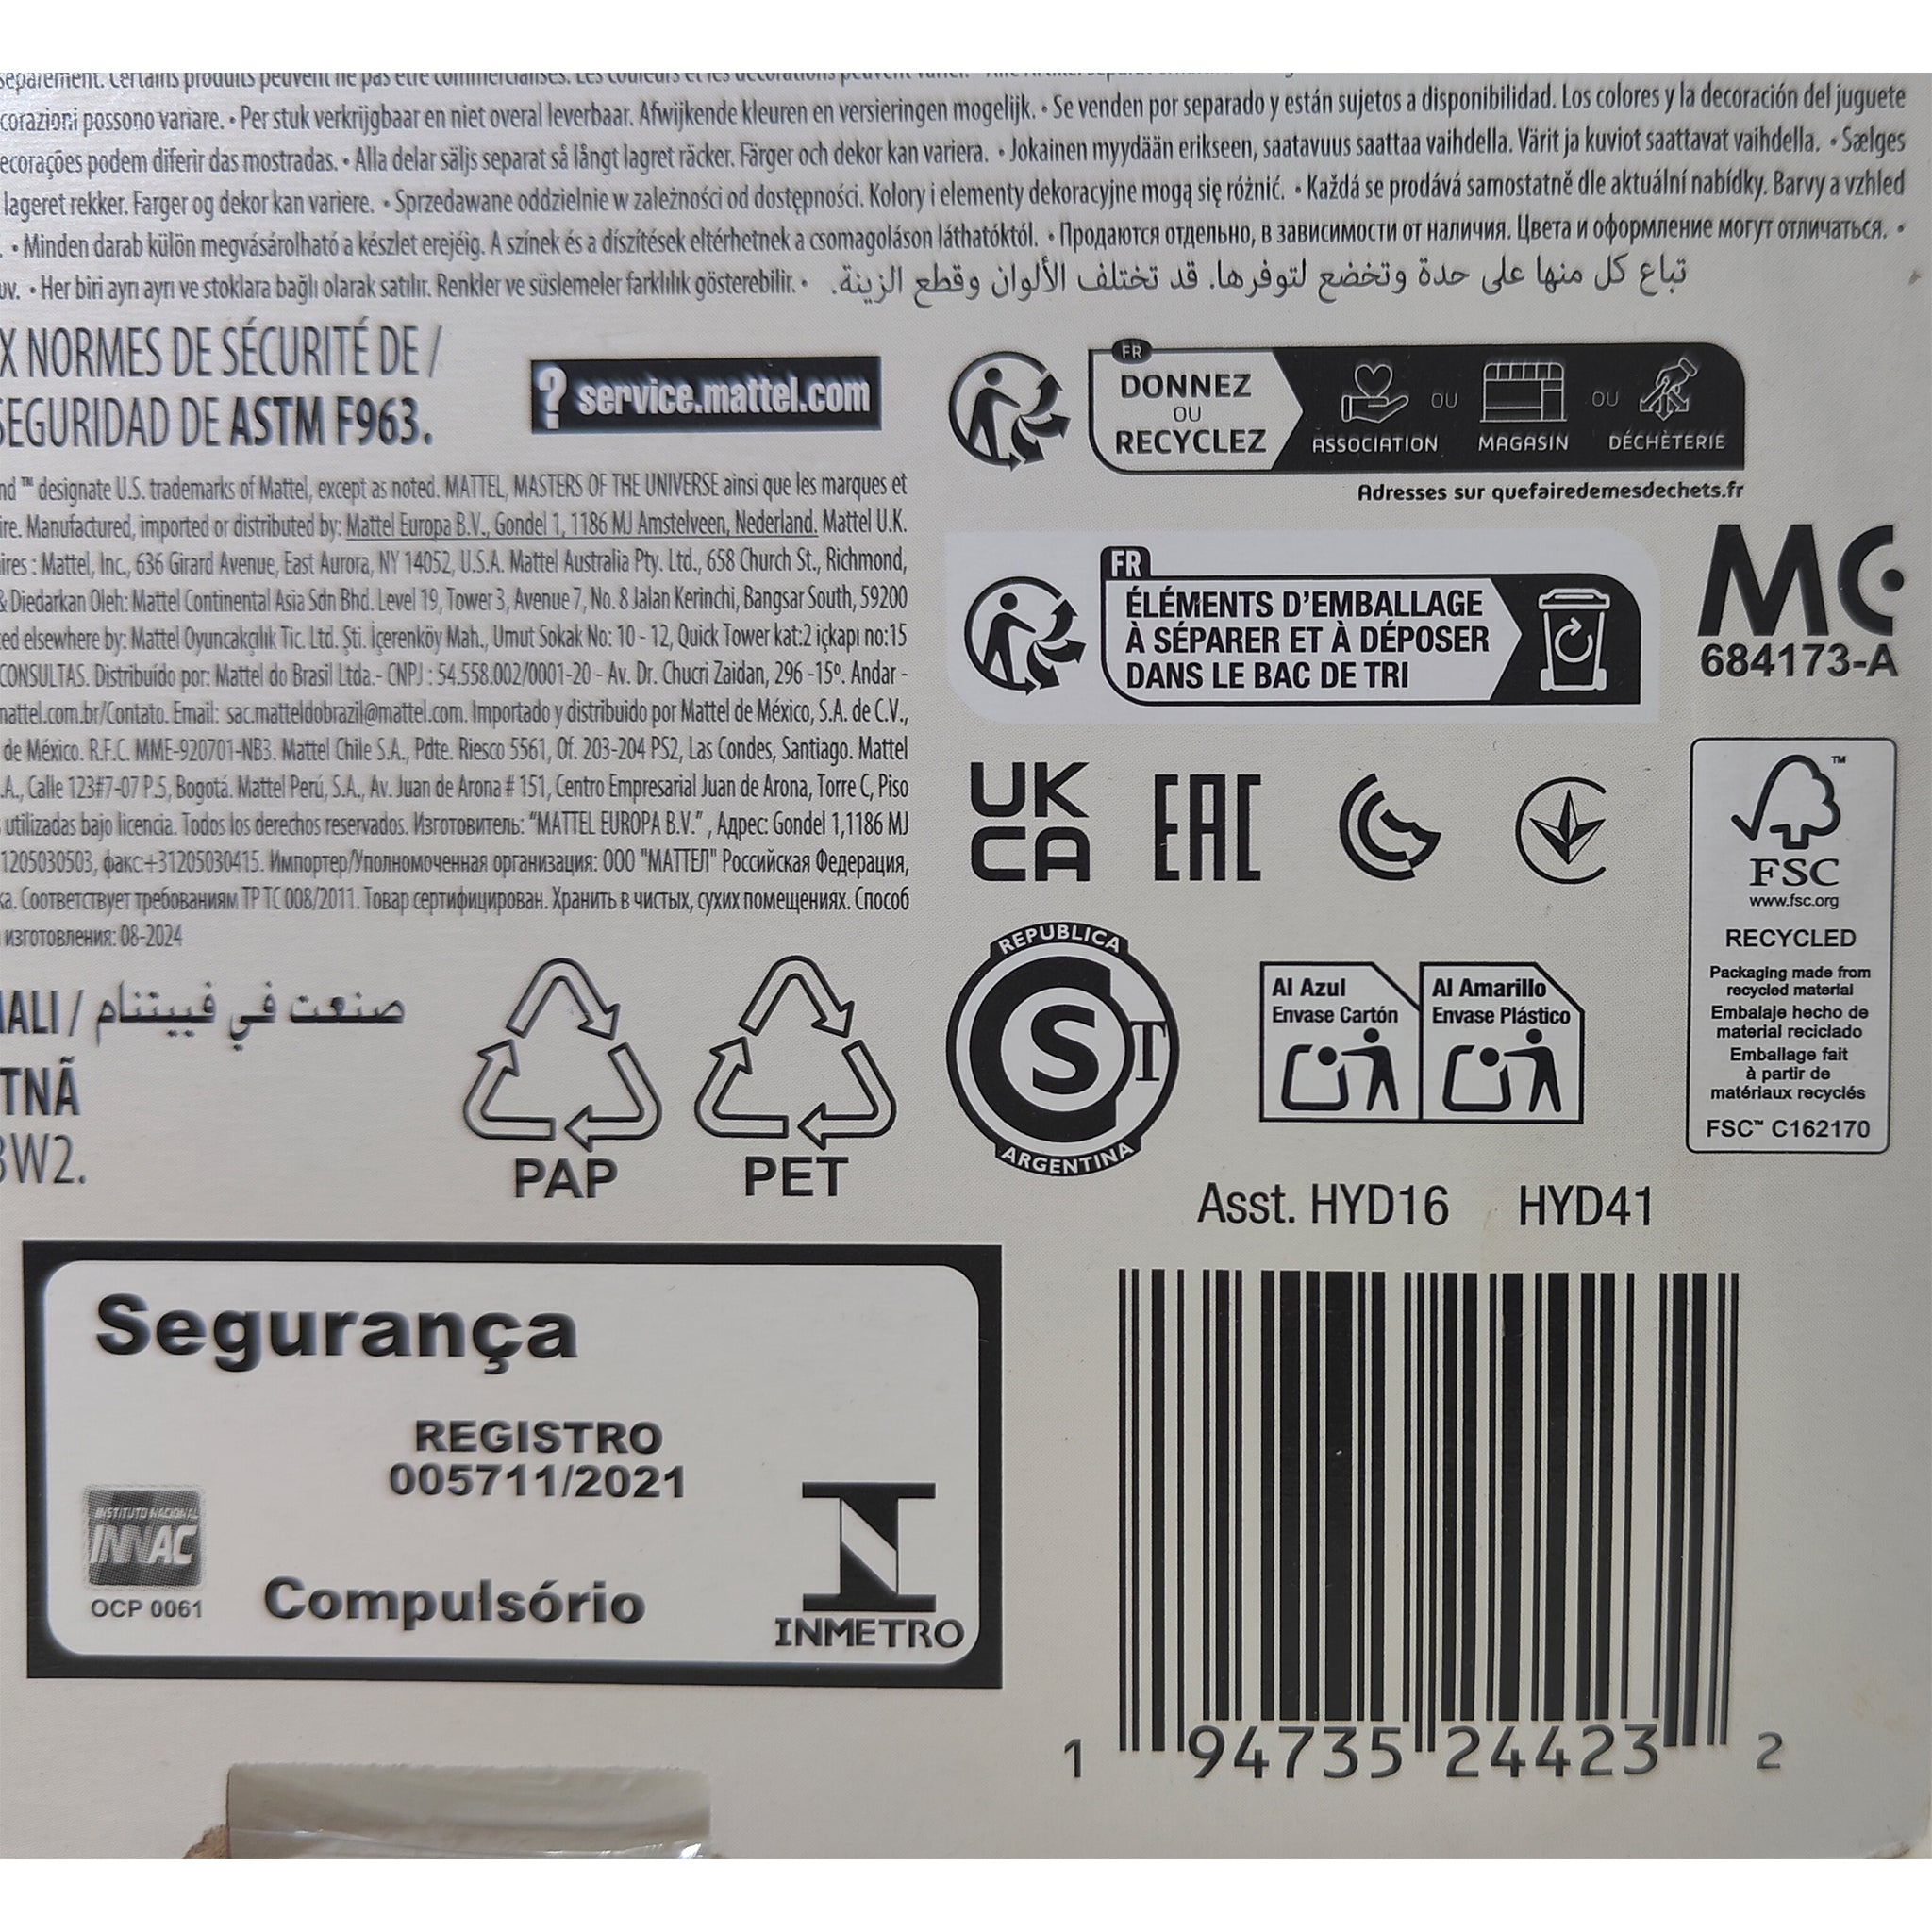 séparément. Certains produits peuvent ne pas être commercialisés. Les couleurs et les décorations peuvent varier.
corazioni possono variare. • Per stuk verkrijgbaar en niet overal leverbaar. Afwijkende kleuren en versieringen mogelijk. • Se venden por separado y están sujetos a disponibilidad. Los colores y la decoración del juguete
ecorações podem diferir das mostradas. • Alla delar säljs separat så långt lagret räcker. Färger och dekor kan variera. • Jokainen myydään erikseen, saatavuus saattaa vaihdella. Värit ja kuviot saattavat vaihdella. • Sælges
lageret rekker. Farger og dekor kan variere. • Sprzedawane oddzielnie w zależności od dostępności. Kolory i elementy dekoracyjne mogą się różnić. • Každá se prodává samostatně dle aktuální nabídky. Barvy a vzhled
. • Minden darab külön megvásárolható a készlet erejéig. A színek és a díszítések eltérhetnek a csomagoláson láthatóktól. • Продаются отдельно, в зависимости от наличия. Цвета и оформление могут отличаться. •
υν. • Her biri ayrı ayrı ve stoklara bağlı olarak satılır. Renkler ve süslemeler farklılık gösterebilir. • تباع كل منها على حدة وتخضع لتوفرها. قد تختلف الألوان وقطع الزينة.
X NORMES DE SÉCURITÉ DE /
SEGURIDAD DE ASTM F963.
? service.mattel.com
FR
DONNEZ
OU
RECYCLEZ
ASSOCIATION OU MAGASIN OU DÉCHÈTERIE
Adresses sur quefairedemesdechets.fr
nd ™ designate U.S. trademarks of Mattel, except as noted. MATTEL, MASTERS OF THE UNIVERSE ainsi que les marques et
ire. Manufactured, imported or distributed by: Mattel Europa B.V., Gondel 1, 1186 MJ Amstelveen, Nederland. Mattel U.K.
ires : Mattel, Inc., 636 Girard Avenue, East Aurora, NY 14052, U.S.A. Mattel Australia Pty. Ltd., 658 Church St., Richmond,
& Diedarkan Oleh: Mattel Continental Asia Sdn Bhd. Level 19, Tower 3, Avenue 7, No. 8 Jalan Kerinchi, Bangsar South, 59200
ed elsewhere by: Mattel Oyuncakçılık Tic. Ltd. Şti. İçerenköy Mah., Umut Sokak No: 10 - 12, Quick Tower kat:2 içkapı no:15
CONSULTAS. Distribuído por: Mattel do Brasil Ltda.- CNPJ : 54.558.002/0001-20 - Av. Dr. Chucri Zaidan, 296 -15º. Andar -
mattel.com.br/Contato. Email: sac.matteldobrazil@mattel.com. Importado y distribuido por Mattel de México, S.A. de C.V.,
de México. R.F.C. MME-920701-NB3. Mattel Chile S.A., Pdte. Riesco 5561, Of. 203-204 PS2, Las Condes, Santiago. Mattel
.A., Calle 123#7-07 P.5, Bogotá. Mattel Perú, S.A., Av. Juan de Arona # 151, Centro Empresarial Juan de Arona, Torre C, Piso
utilizadas bajo licencia. Todos los derechos reservados. Изготовитель: "MATTEL EUROPA B.V." , Адрес: Gondel 1,1186 MJ
1205030503, факс+31205030415. Импортер/Уполномоченная организация: ООО "МАТТЕЛ" Российская Федерация,
ка. Соответствует требованиям ТР ТС 008/2011. Товар сертифицирован. Хранить в чистых, сухих помещениях. Способ
изготовления: 08-2024
FR
ÉLÉMENTS D'EMBALLAGE
À SÉPARER ET À DÉPOSER
DANS LE BAC DE TRI
MC
684173-A
UK
CA
EAC
™
FSC
www.fsc.org
RECYCLED
Packaging made from
recycled material
Embalaje hecho de
material reciclado
Emballage fait
à partir de
matériaux recyclés
FSC™ C162170
IALI / صنعت في فييتنام
TNÃ
BW2.
PAP
PET
REPUBLICA
S T
ARGENTINA
Al Azul
Envase Cartón
Al Amarillo
Envase Plástico
Asst. HYD16 HYD41
Segurança
REGISTRO
005711/2021
INSTITUTO NACIONAL
INNAC
OCP 0061
Compulsório
INMETRO
1 94735 24423 2